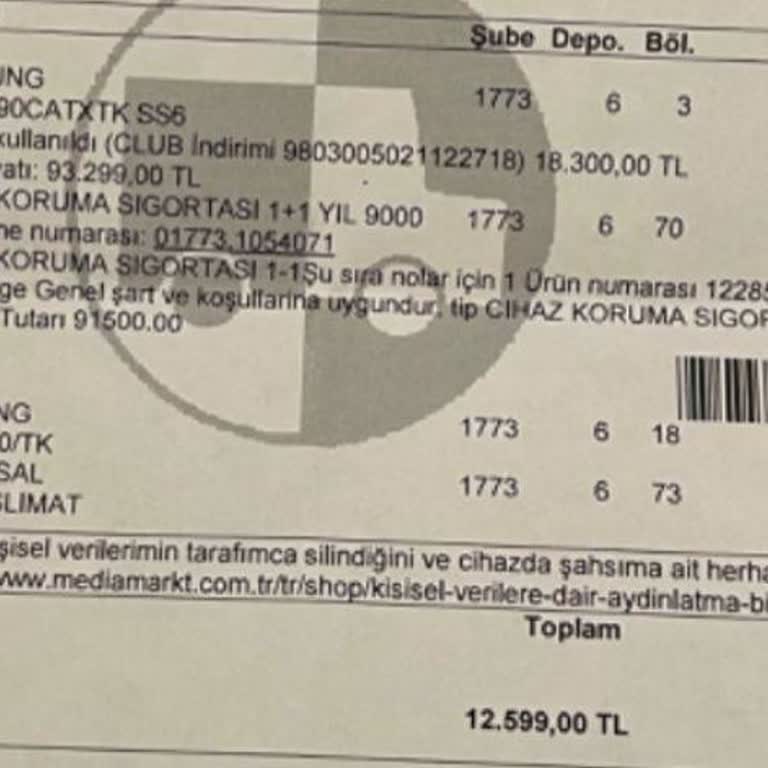 Şube Depo. Böl.
UNG 1773 6 3
90CATXTK SS6
kullanıldı (CLUB İndirimi 9803005021122718) 18.300,00 TL
atı: 93.299,00 TL
KORUMA SIGORTASI 1+1 YIL 9000 1773 6 70
ne numarası: 01773.1054071
KORUMA SIGORTASI 1-1Şu sıra nolar için 1 Ürün numarası 12285
ge Genel şart ve koşullarına uygundur, tip CIHAZ KORUMA SIGOR
Tutarı 91500.00
NG 1773 6 18
0/TK
SAL 1773 6 73
SLIMAT
şisel verilerimin tarafımca silindiğini ve cihazda şahsıma ait herha
www.mediamarkt.com.tr/tr/shop/kisisel-verilere-dair-aydinlatma-bi
Toplam
12.599,00 TL